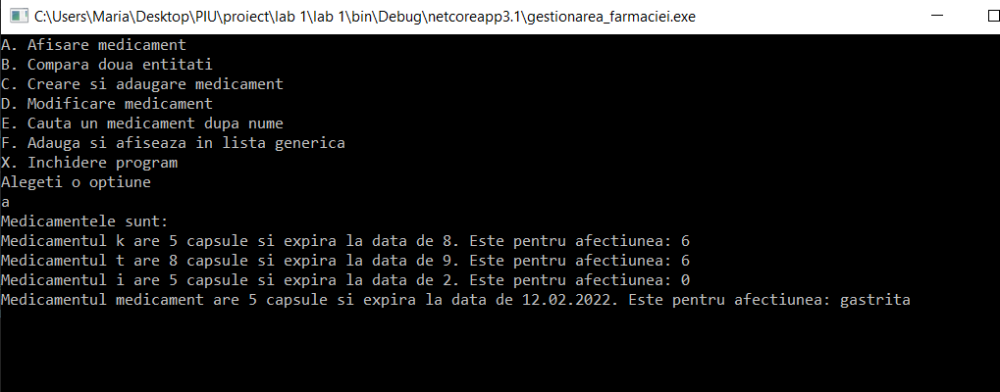 C:\Users\Maria\Desktop\PIU\proiect\lab 1\lab 1\bin\Debug\netcoreapp3.1\gestionarea_farmaciei.exe
A. Afisare medicament
B. Compara doua entitati
C. Creare si adaugare medicament
D. Modificare medicament
E. Cauta un medicament dupa nume
F. Adauga si afiseaza in lista generica
X. Inchidere program
Alegeti o optiune
a
Medicamentele sunt:
Medicamentul k are 5 capsule si expira la data de 8. Este pentru afectiunea: 6
Medicamentul t are 8 capsule si expira la data de 9. Este pentru afectiunea: 6
Medicamentul i are 5 capsule si expira la data de 2. Este pentru afectiunea: 0
Medicamentul medicament are 5 capsule si expira la data de 12.02.2022. Este pentru afectiunea: gastrita